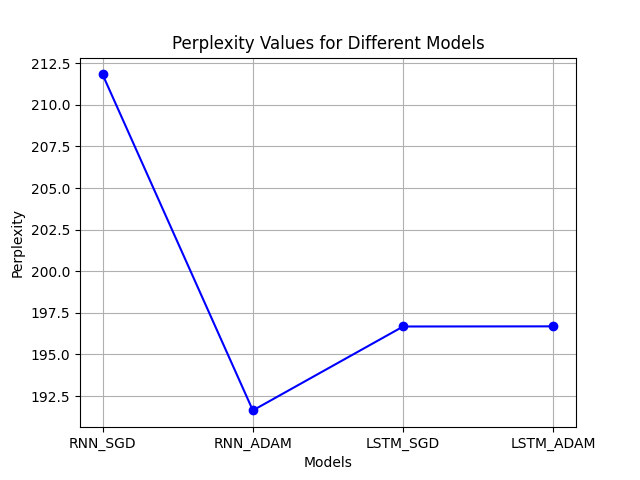 Perplexity Values for Different Models
212.5
210.0
207.5
205.0
202.5
200.0
197.5
195.0
192.5
Perplexity
RNN_SGD
RNN_ADAM
LSTM_SGD
LSTM_ADAM
Models